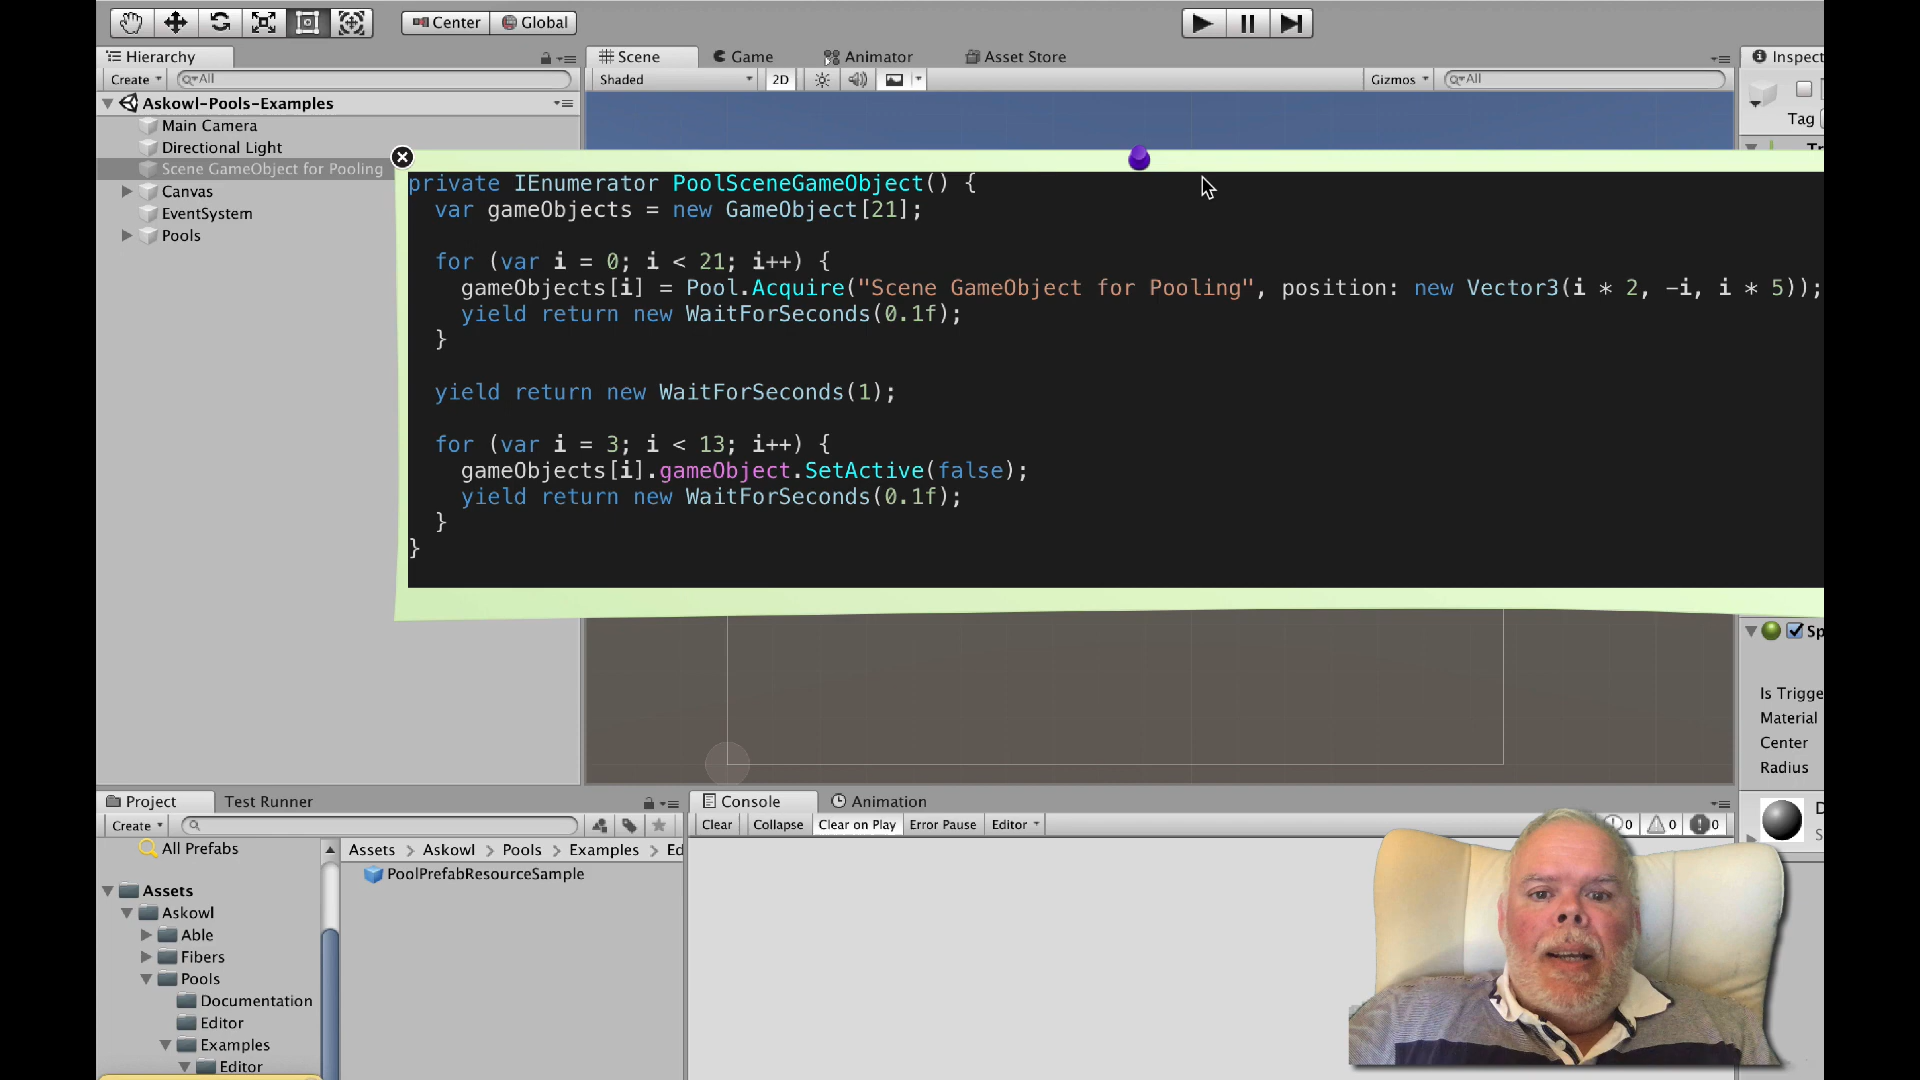 Center
Global
Hierarchy
Create
All
Askowl-Pools-Examples
Main Camera
Directional Light
Scene GameObject for Pooling
Canvas
EventSystem
Pools
Scene
Game
Animator
Asset Store
Shaded
2D
Gizmos
All
Inspect
Tag
private IEnumerator PoolSceneGameObject() {
var gameObjects = new GameObject[21];
for (var i = 0; i < 21; i++) {
gameObjects[i] = Pool.Acquire("Scene GameObject for Pooling", position: new Vector3(i * 2, -i, i * 5));
yield return new WaitForSeconds(0.1f);
}
yield return new WaitForSeconds(1);
for (var i = 3; i < 13; i++) {
gameObjects[i].gameObject.SetActive(false);
yield return new WaitForSeconds(0.1f);
}
}
Sp
Is Trigge
Material
Center
Radius
Project
Test Runner
Create
All Prefabs
Assets
Askowl
Able
Fibers
Pools
Documentation
Editor
Examples
Editor
Assets > Askowl > Pools > Examples > Ed
PoolPrefabResourceSample
Console
Animation
Clear
Collapse
Clear on Play
Error Pause
Editor
0
0
0